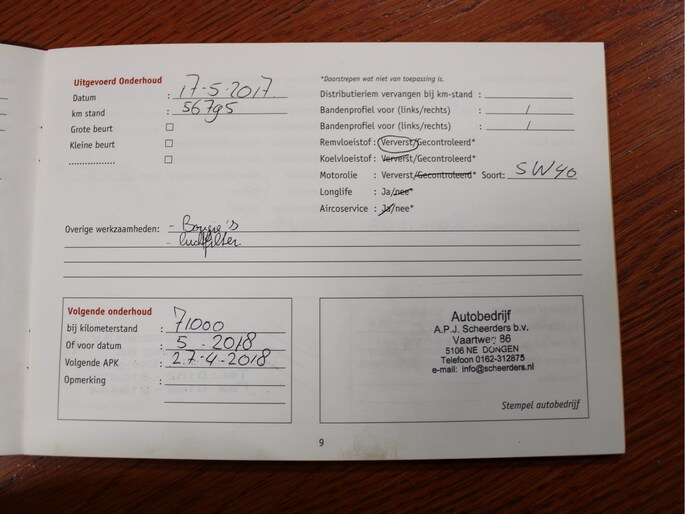 Uitgevoerd Onderhoud
Datum : 17-5-2017
km stand : 56795
Grote beurt
Kleine beurt
.................
*Doorstrepen wat niet van toepassing is.
Distributieriem vervangen bij km-stand :
Bandenprofiel voor (links/rechts) : /
Bandenprofiel voor (links/rechts) : /
Remvloeistof : Ververst/Gecontroleerd*
Koelvloeistof : Ververst/Gecontroleerd*
Motorolie : Ververst/Gecontroleerd* Soort: 5W40
Longlife : Ja/nee*
Aircoservice : Ja/nee*
Overige werkzaamheden: - Bougie's
- luchtfilter
Volgende onderhoud
bij kilometerstand : 71000
Of voor datum : 5-2018
Volgende APK : 27-4-2018
Opmerking :
Autobedrijf
A.P.J. Scheerders b.v.
Vaartweg 86
5106 NE DONGEN
Telefoon 0162-312875
e-mail: info@scheerders.nl
Stempel autobedrijf
9